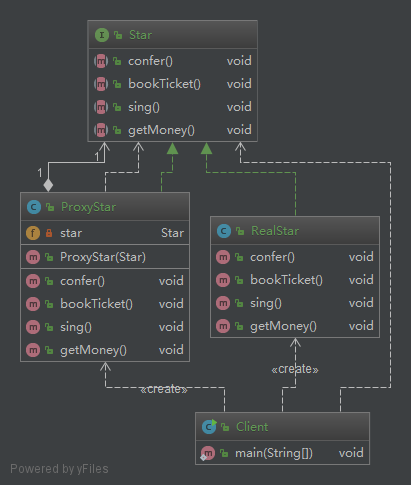 Star
confer() void
bookTicket() void
sing() void
getMoney() void
1
1
ProxyStar
star Star
ProxyStar(Star)
confer() void
bookTicket() void
sing() void
getMoney() void
RealStar
confer() void
bookTicket() void
sing() void
getMoney() void
«create»
«create»
Client
main(String[]) void
Powered by yFiles